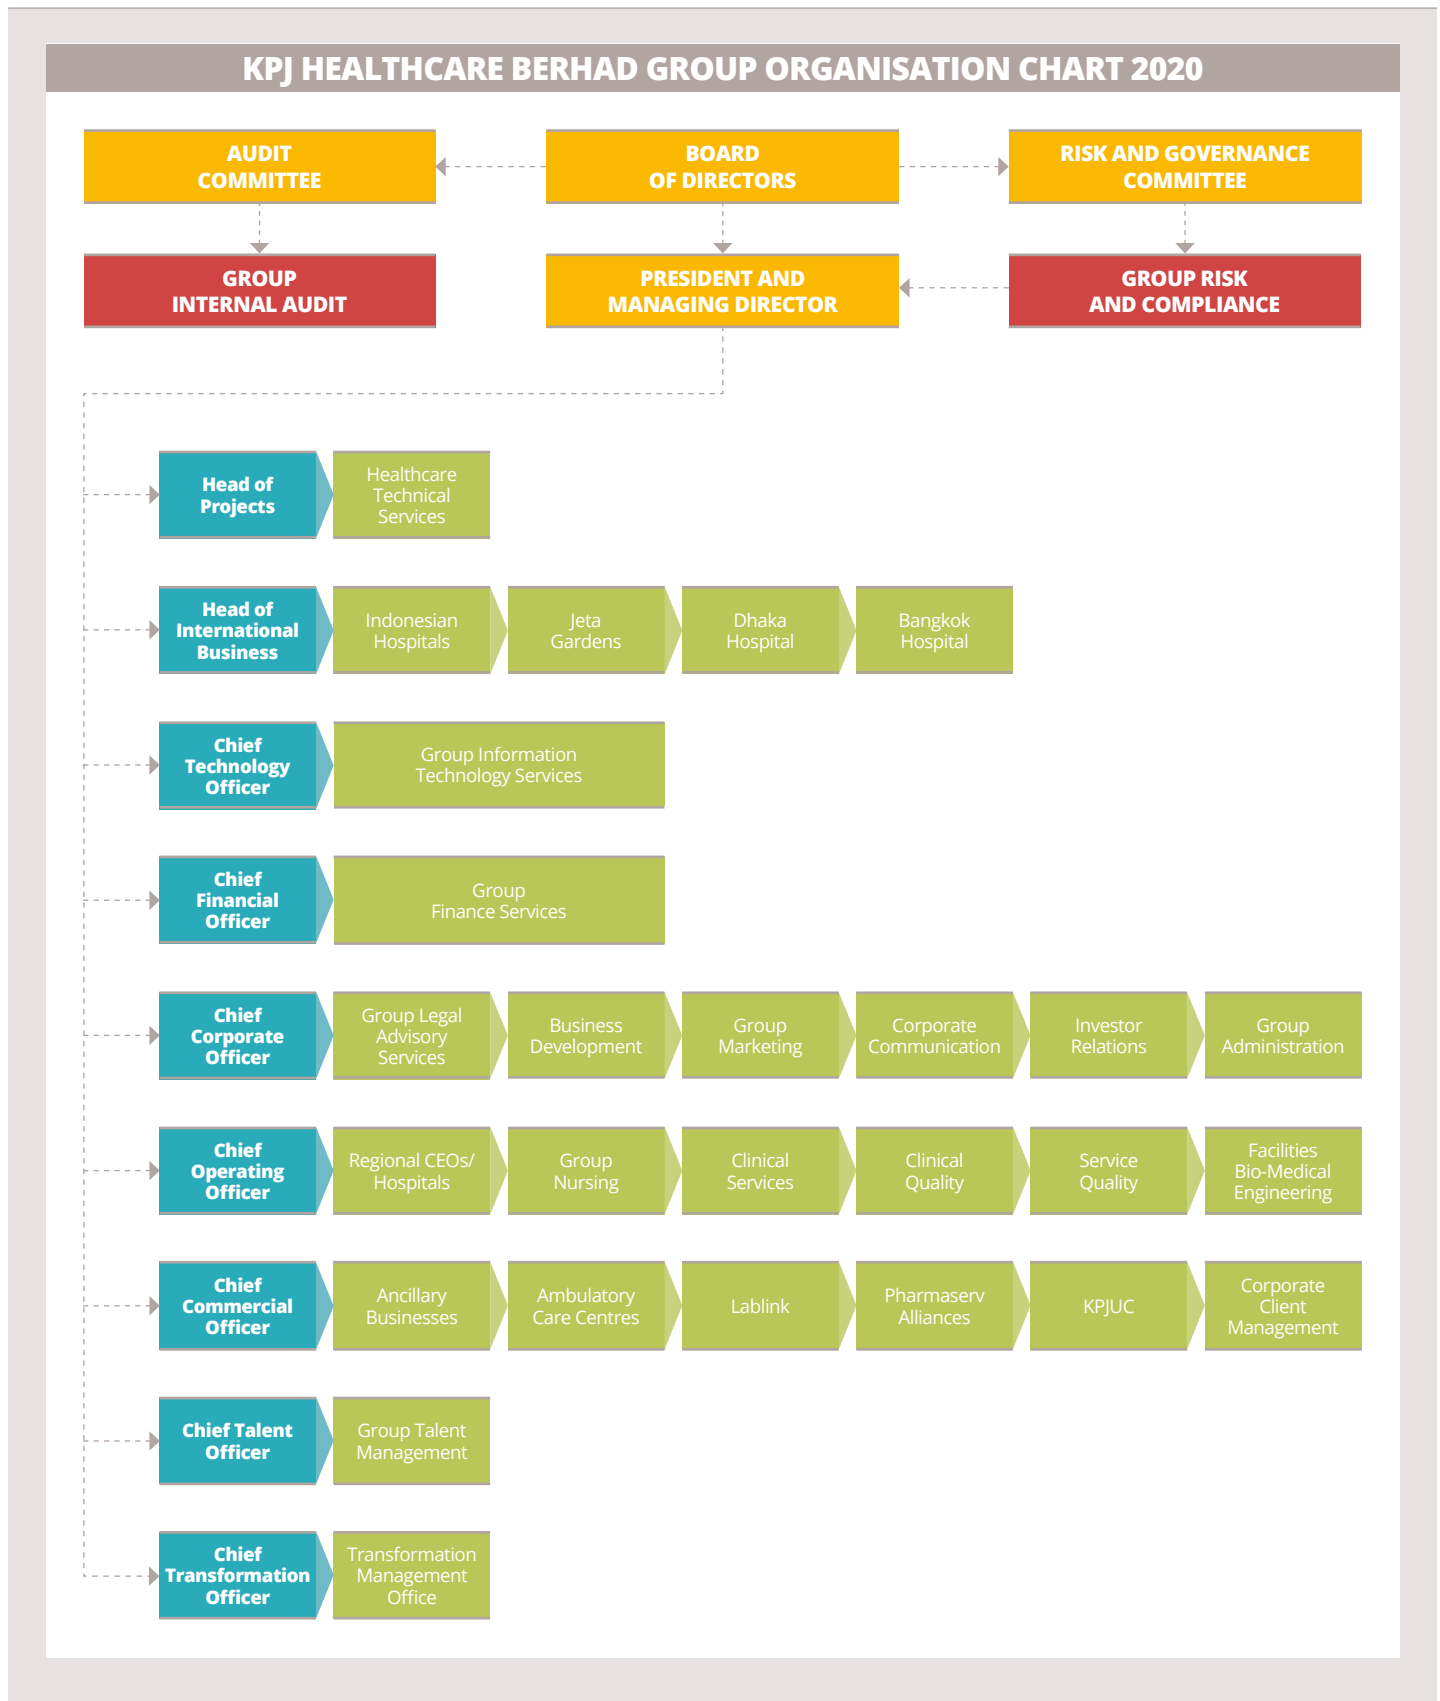 KPJ HEALTHCARE BERHAD GROUP ORGANISATION CHART 2020
AUDIT
COMMITTEE
BOARD
OF DIRECTORS
RISK AND GOVERNANCE
COMMITTEE
GROUP
INTERNAL AUDIT
PRESIDENT AND
MANAGING DIRECTOR
GROUP RISK
AND COMPLIANCE
Head of
Projects
Healthcare
Technical
Services
Head of
International
Business
Indonesian
Hospitals
Jeta
Gardens
Dhaka
Hospital
Bangkok
Hospital
Chief
Technology
Officer
Group Information
Technology Services
Chief
Financial
Officer
Group
Finance Services
Chief
Corporate
Officer
Group Legal
Advisory
Services
Business
Development
Group
Marketing
Corporate
Communication
Investor
Relations
Group
Administration
Chief
Operating
Officer
Regional CEOs/
Hospitals
Group
Nursing
Clinical
Services
Clinical
Quality
Service
Quality
Facilities
Bio-Medical
Engineering
Chief
Commercial
Officer
Ancillary
Businesses
Ambulatory
Care Centres
Lablink
Pharmaserv
Alliances
KPJUC
Corporate
Client
Management
Chief Talent
Officer
Group Talent
Management
Chief
Transformation
Officer
Transformation
Management
Office